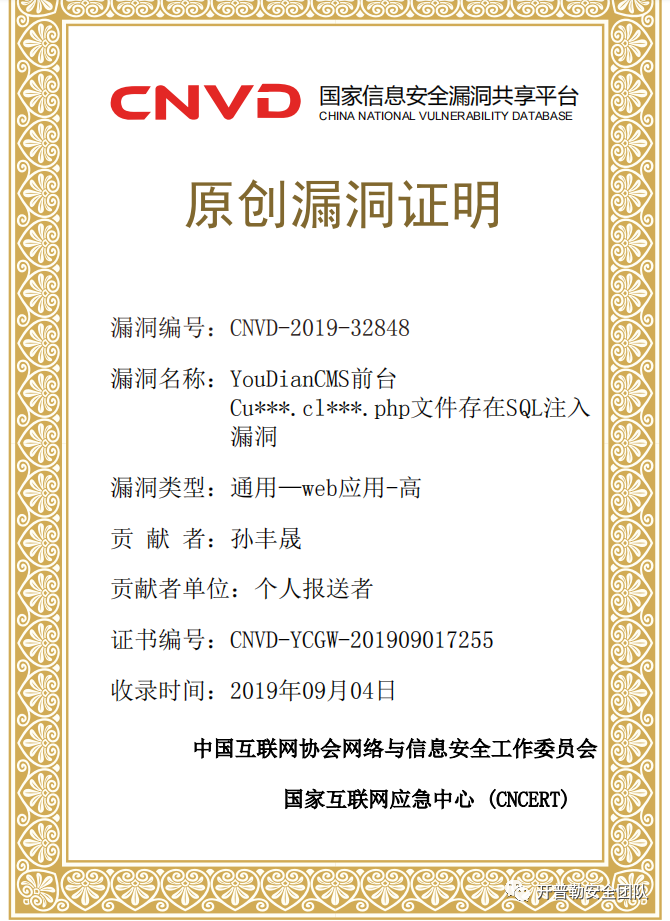 CNVD 国家信息安全漏洞共享平台
CHINA NATIONAL VULNERABILITY DATABASE
原创漏洞证明
漏洞编号：CNVD-2019-32848
漏洞名称：YouDianCMS前台
Cu***.cl***.php文件存在SQL注入
漏洞
漏洞类型：通用—web应用-高
贡 献 者：孙丰晟
贡献者单位：个人报送者
证书编号：CNVD-YCGW-201909017255
收录时间：2019年09月04日
中国互联网协会网络与信息安全工作委员会
国家互联网应急中心 (CNCERT)
开普勒安全团队